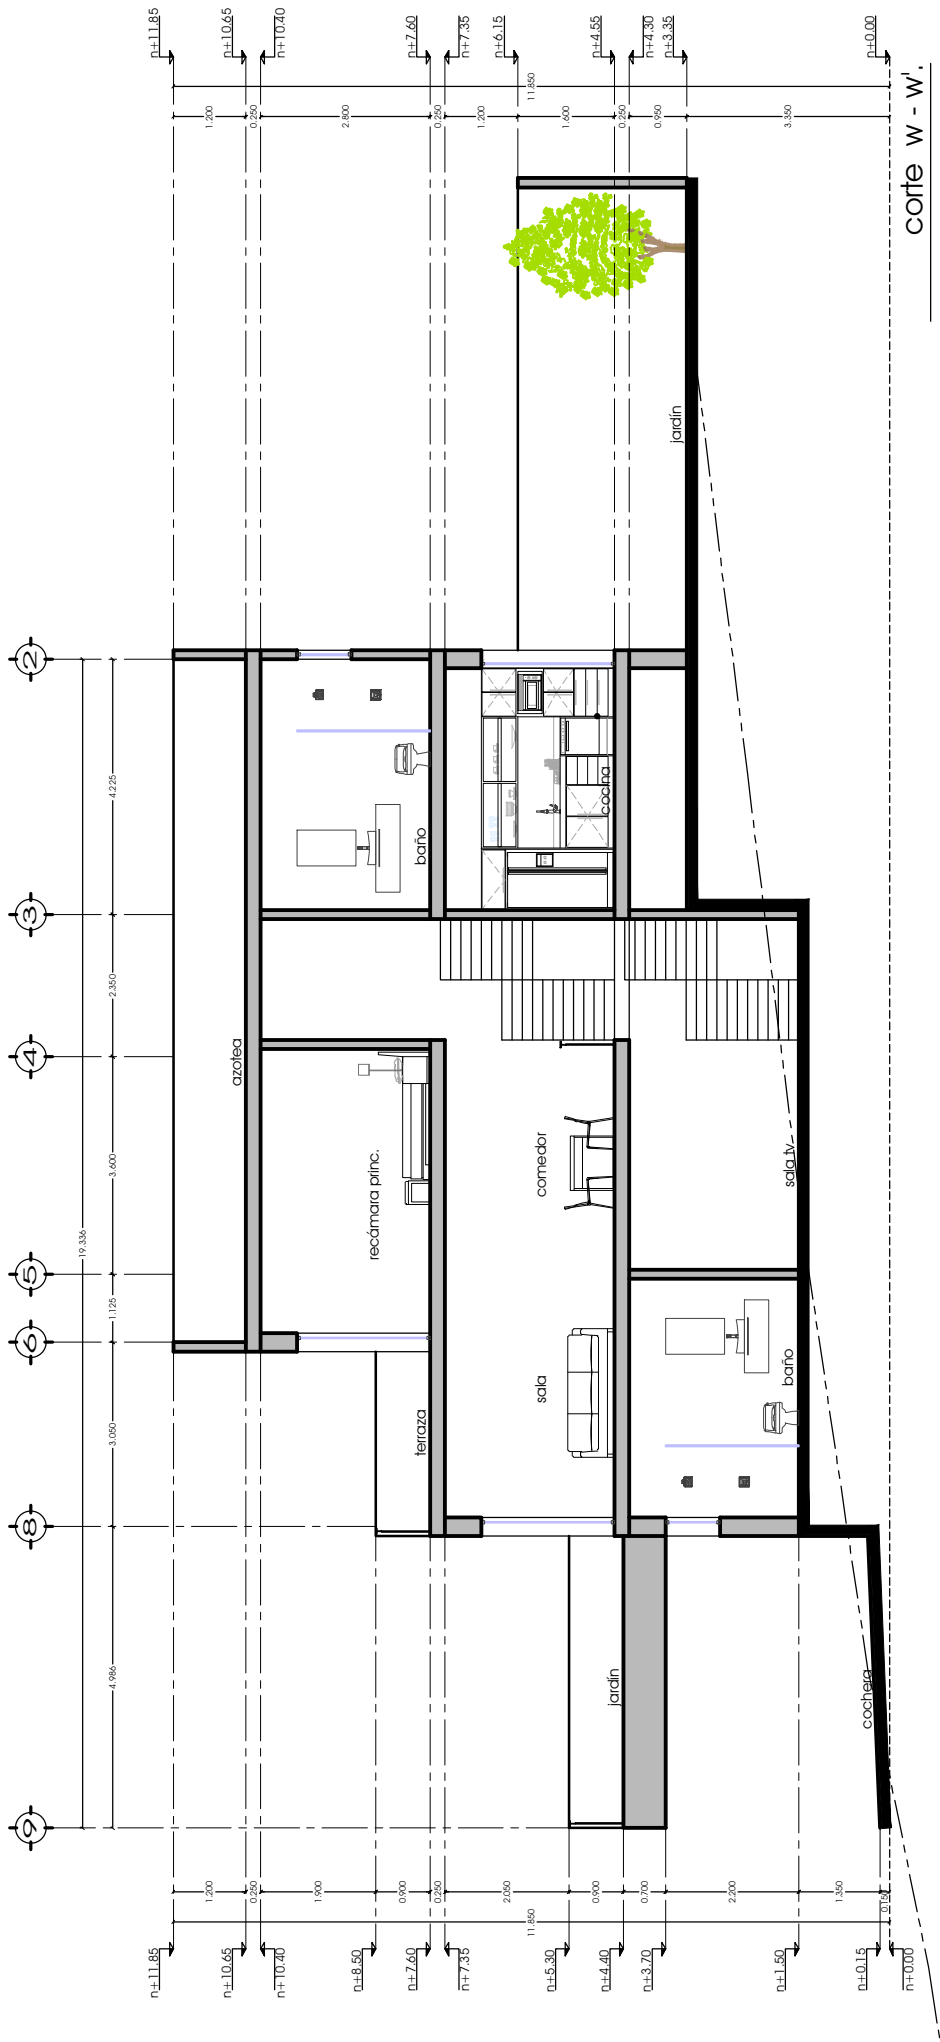 9
8
6
5
4
3
2
19.336
4.986
3.050
1.125
3.600
2.350
4.225
n+11.85
n+10.65
n+10.40
n+8.50
n+7.60
n+7.35
n+5.30
n+4.40
n+3.70
n+1.50
n+0.15
n+0.00
1.200
0.250
1.900
0.900
0.250
2.050
0.900
0.700
2.200
1.350
0.150
11.850
azotea
recámara princ.
baño
terraza
sala
comedor
cocina
jardín
jardín
baño
sala tv
cochera
n+11.85
n+10.65
n+10.40
n+7.60
n+7.35
n+6.15
n+4.55
n+4.30
n+3.35
n+0.00
1.200
0.250
2.800
0.250
1.200
1.600
0.250
0.950
3.350
11.850
corte w - w'.